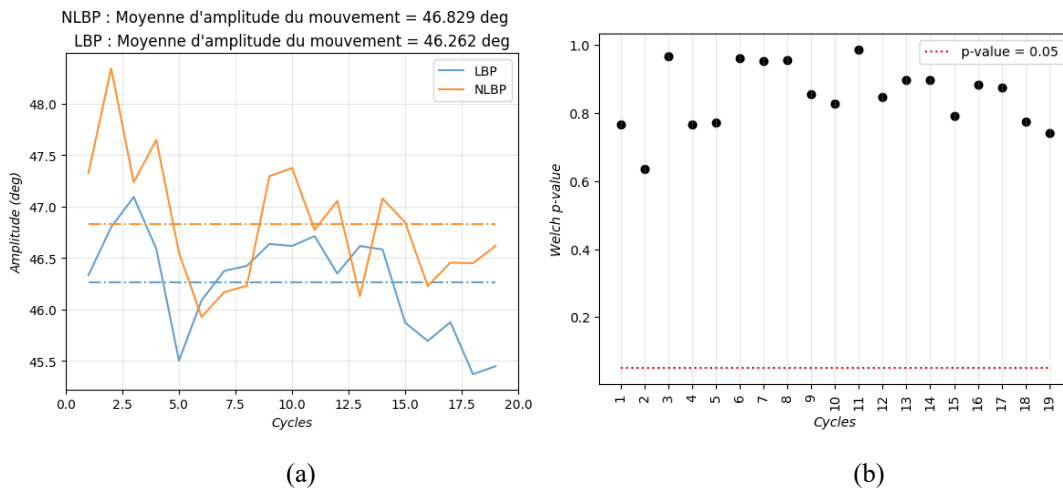 NLBP : Moyenne d'amplitude du mouvement = 46.829 deg
LBP : Moyenne d'amplitude du mouvement = 46.262 deg
LBP
NLBP
48.0
47.5
47.0
46.5
46.0
45.5
Amplitude (deg)
0.0 2.5 5.0 7.5 10.0 12.5 15.0 17.5 20.0
Cycles
(a)
p-value = 0.05
1.0
0.8
0.6
0.4
0.2
Welch p-value
1 2 3 4 5 6 7 8 9 10 11 12 13 14 15 16 17 18 19
Cycles
(b)